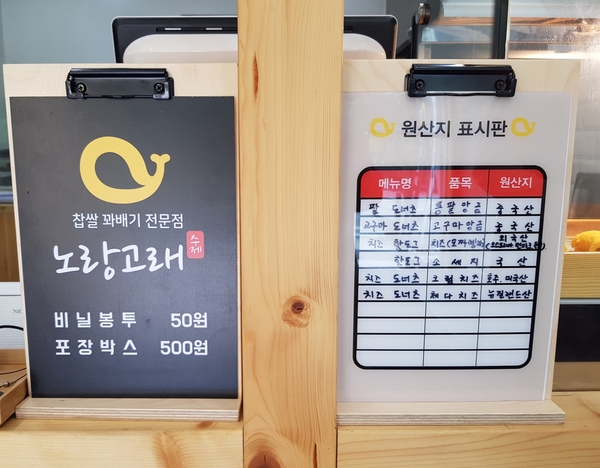 찹쌀 꽈배기 전문점
노랑고래 수제
비닐봉투 50원
포장박스 500원
원산지 표시판
메뉴명 품목 원산지
팥 도너츠 통팥앙금 중국산
고구마 도너츠 고구마앙금 중국산
치즈 핫도그 치즈 외국산
핫도그 소세지 국산
치즈 도너츠 크림치즈 호주, 미국산
치즈 도너츠 체다치즈 뉴질랜드산